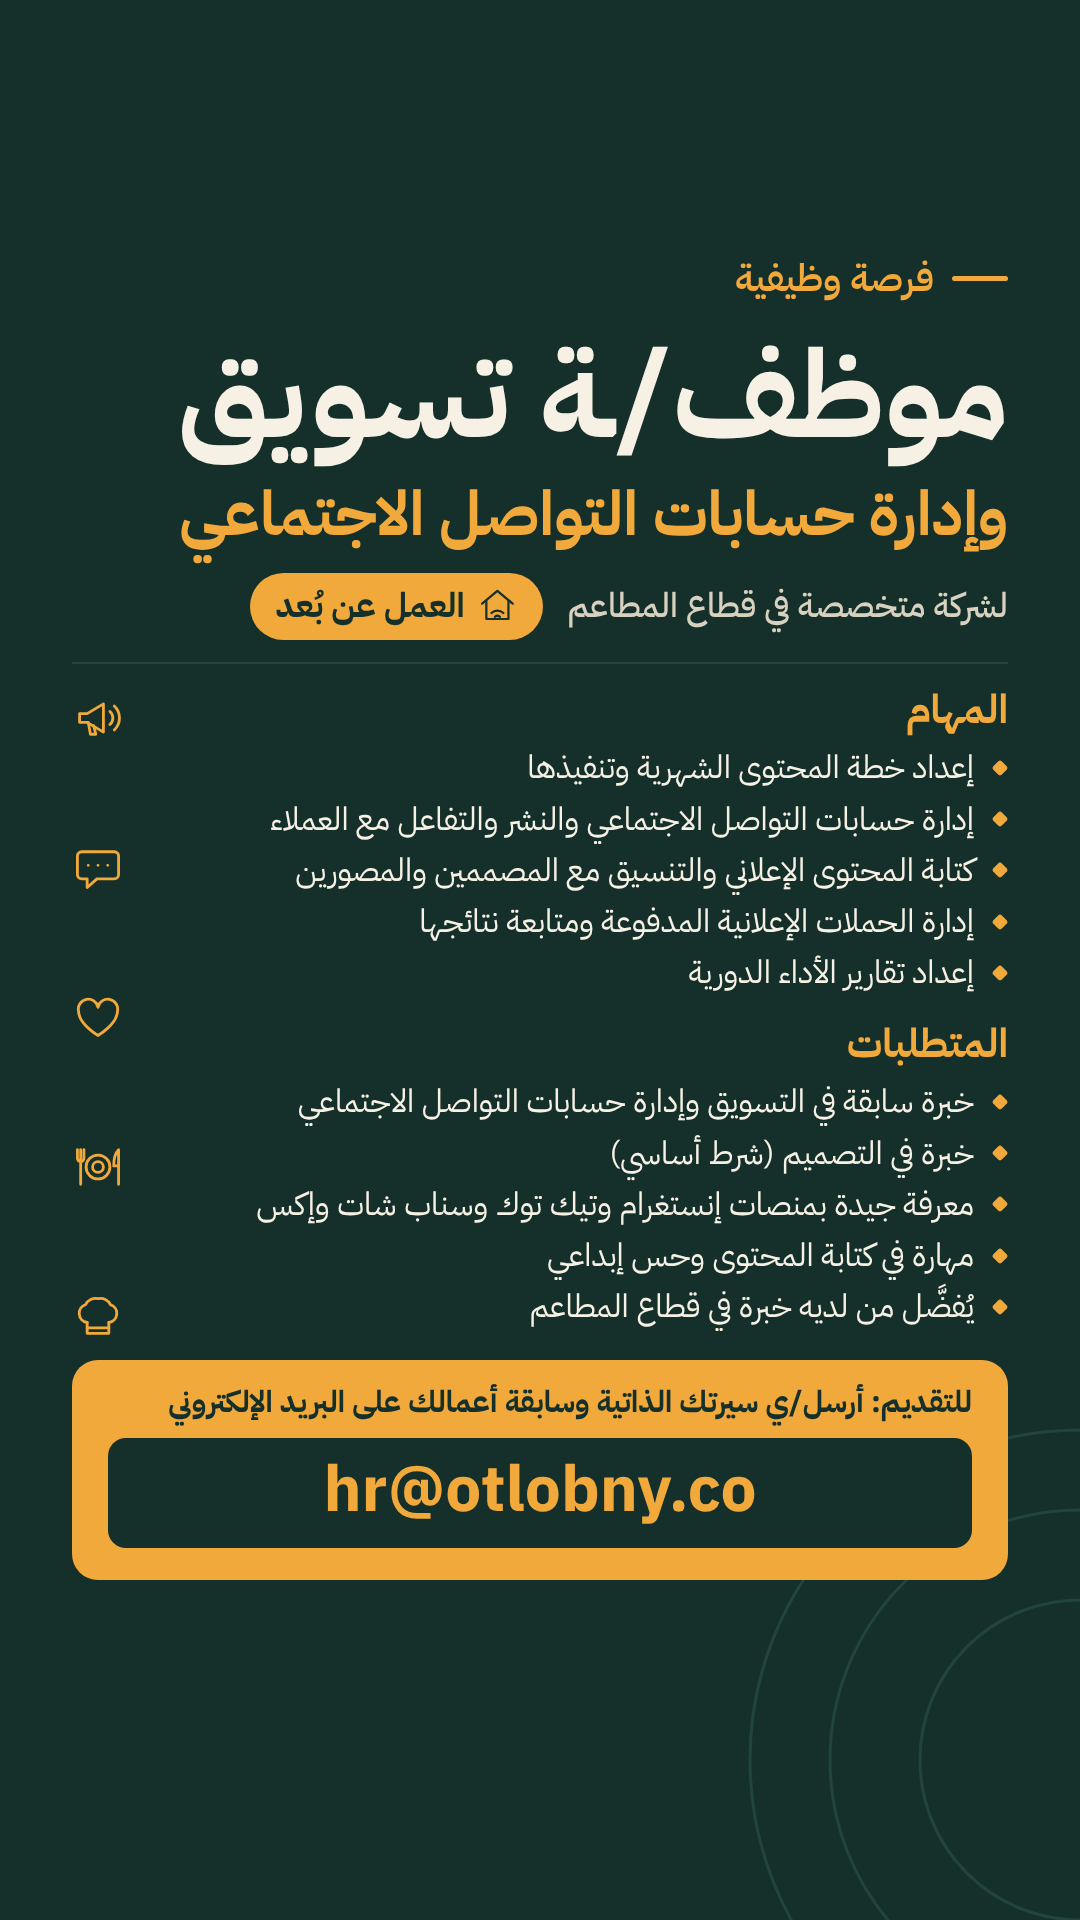 فرصة وظيفية
موظف/ة تسويق
وإدارة حسابات التواصل الاجتماعي
لشركة متخصصة في قطاع المطاعم
العمل عن بُعد
المهام
إعداد خطة المحتوى الشهرية وتنفيذها
إدارة حسابات التواصل الاجتماعي والنشر والتفاعل مع العملاء
كتابة المحتوى الإعلاني والتنسيق مع المصممين والمصورين
إدارة الحملات الإعلانية المدفوعة ومتابعة نتائجها
إعداد تقارير الأداء الدورية
المتطلبات
خبرة سابقة في التسويق وإدارة حسابات التواصل الاجتماعي
خبرة في التصميم (شرط أساسي)
معرفة جيدة بمنصات إنستغرام وتيك توك وسناب شات وإكس
مهارة في كتابة المحتوى وحس إبداعي
يُفضَّل من لديه خبرة في قطاع المطاعم
للتقديم: أرسل/ي سيرتك الذاتية وسابقة أعمالك على البريد الإلكتروني
hr@otlobny.co